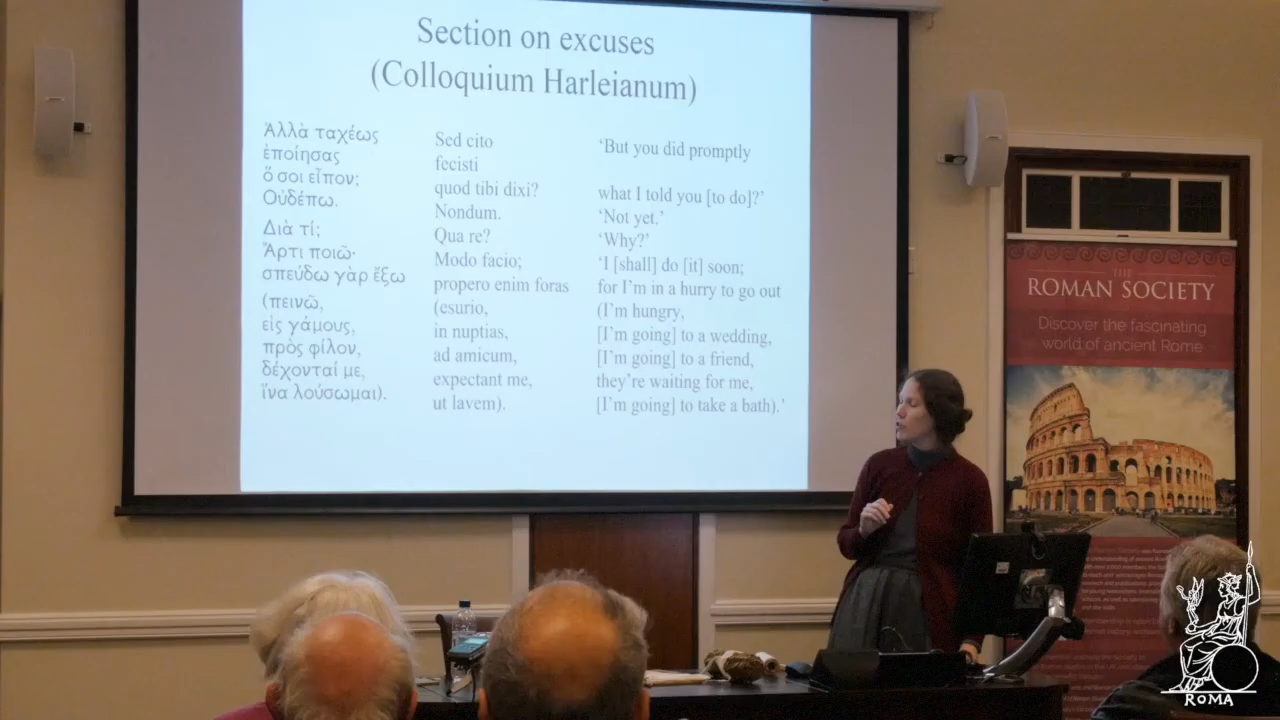 Section on excuses
(Colloquium Harleianum)
Ἀλλὰ ταχέως
ἐποίησας
ὅ σοι εἶπον;
Οὐδέπω.
Διὰ τί;
Ἄρτι ποιῶ·
σπεύδω γὰρ ἔξω
(πεινῶ,
εἰς γάμους,
πρὸς φίλον,
δέχονταί με,
ἵνα λούσωμαι).
Sed cito
fecisti
quod tibi dixi?
Nondum.
Qua re?
Modo facio;
propero enim foras
(esurio,
in nuptias,
ad amicum,
expectant me,
ut lavem).
‘But you did promptly
what I told you [to do]?’
‘Not yet.’
‘Why?’
‘I [shall] do [it] soon;
for I’m in a hurry to go out
(I’m hungry,
[I’m going] to a wedding,
[I’m going] to a friend,
they’re waiting for me,
[I’m going] to take a bath).’
THE
ROMAN SOCIETY
Discover the fascinating
world of ancient Rome
ROMA